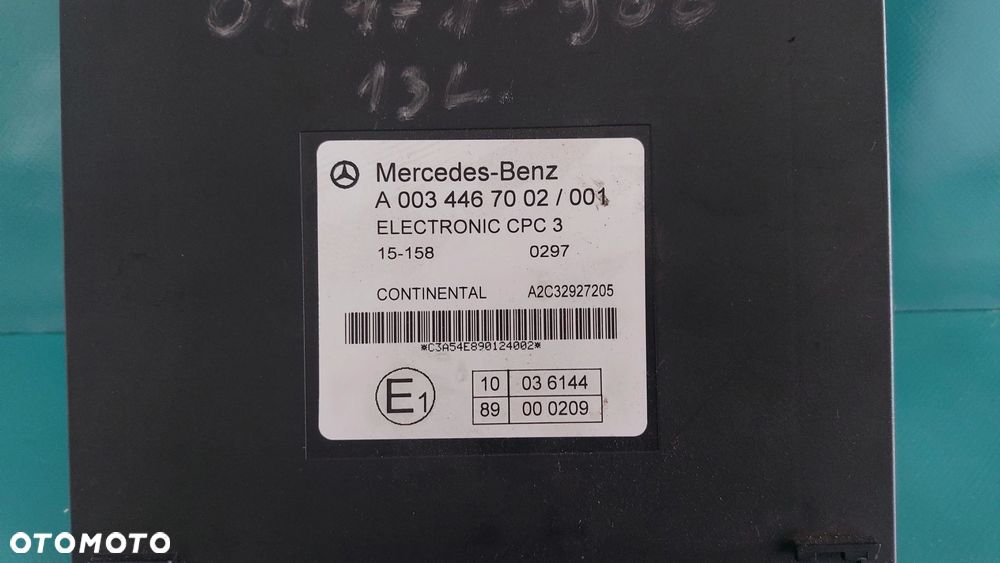 13L
Mercedes-Benz
A 003 446 70 02 / 001
ELECTRONIC CPC 3
15-158 0297
CONTINENTAL A2C32927205
*C3A54E890124002*
E1
10 03 6144
89 00 0209
OTOMOTO